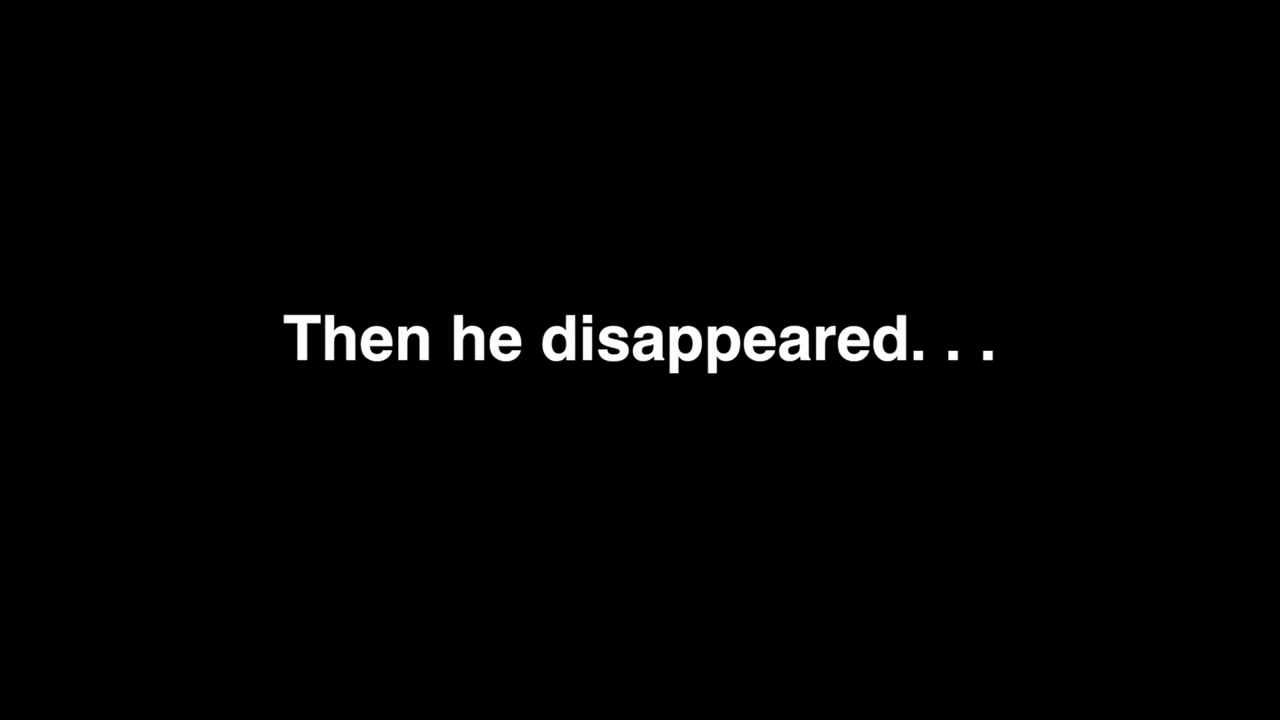 Then he disappeared. . .